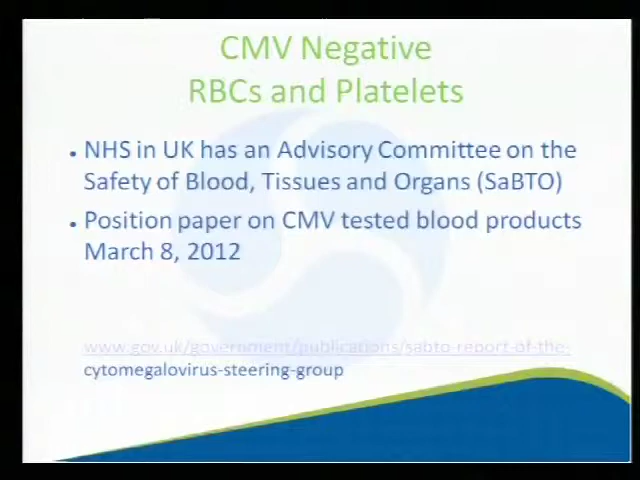 CMV Negative
RBCs and Platelets
• NHS in UK has an Advisory Committee on the
Safety of Blood, Tissues and Organs (SaBTO)
• Position paper on CMV tested blood products
March 8, 2012
www.gov.uk/government/publications/sabto-report-of-the-
cytomegalovirus-steering-group